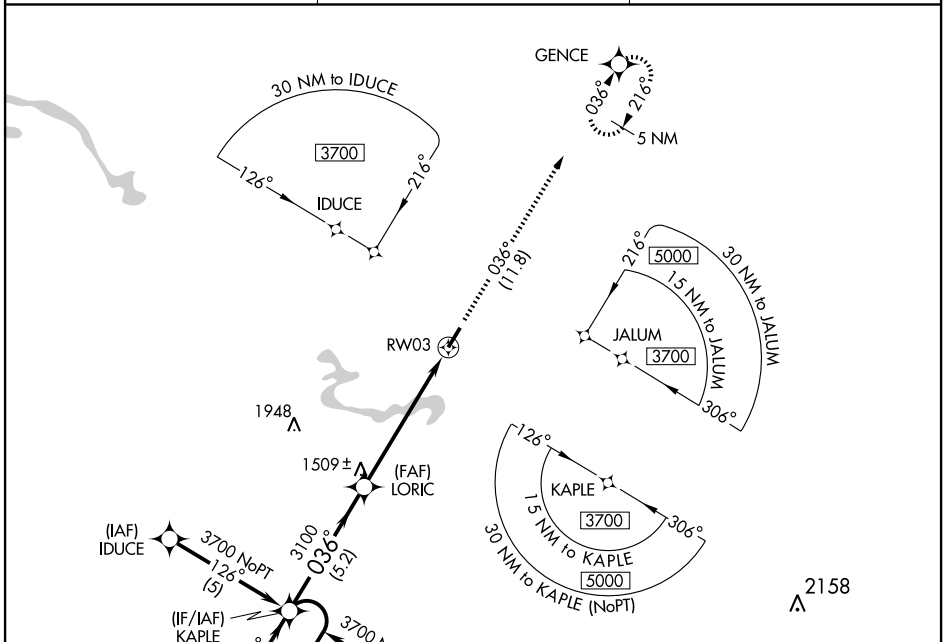 GENCE
036°
216°
5 NM
30 NM to IDUCE
3700
126°
216°
IDUCE
036°
(11.8)
216°
5000
30 NM to JALUM
15 NM to JALUM
JALUM
3700
306°
RW03
1948
1509 ±
(FAF)
LORIC
126°
KAPLE
306°
3700
15 NM to KAPLE
5000
30 NM to KAPLE (NoPT)
(IAF)
IDUCE
3700 NoPT
126°
(5)
3100
036°
(5.2)
(IF/IAF)
KAPLE
2158